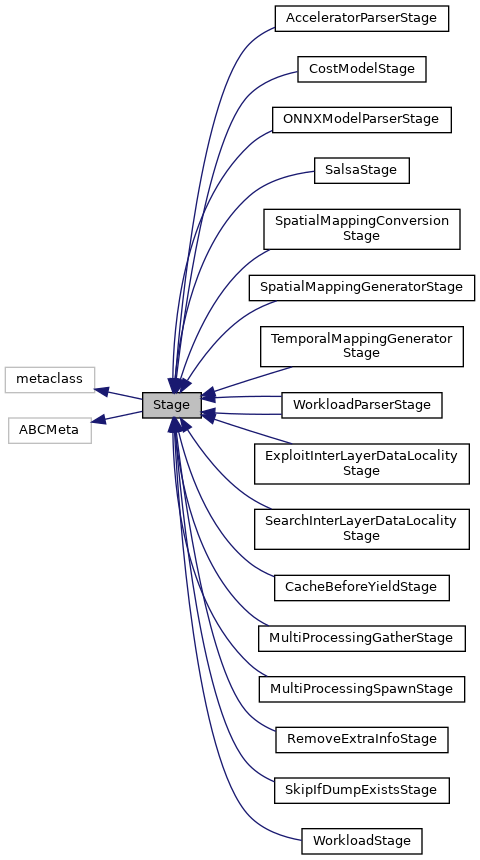 AcceleratorParserStage
CostModelStage
ONNXModelParserStage
SalsaStage
SpatialMappingConversion
Stage
SpatialMappingGeneratorStage
TemporalMappingGenerator
Stage
metaclass
Stage
WorkloadParserStage
ABCMeta
ExploitInterLayerDataLocality
Stage
SearchInterLayerDataLocality
Stage
CacheBeforeYieldStage
MultiProcessingGatherStage
MultiProcessingSpawnStage
RemoveExtraInfoStage
SkipIfDumpExistsStage
WorkloadStage